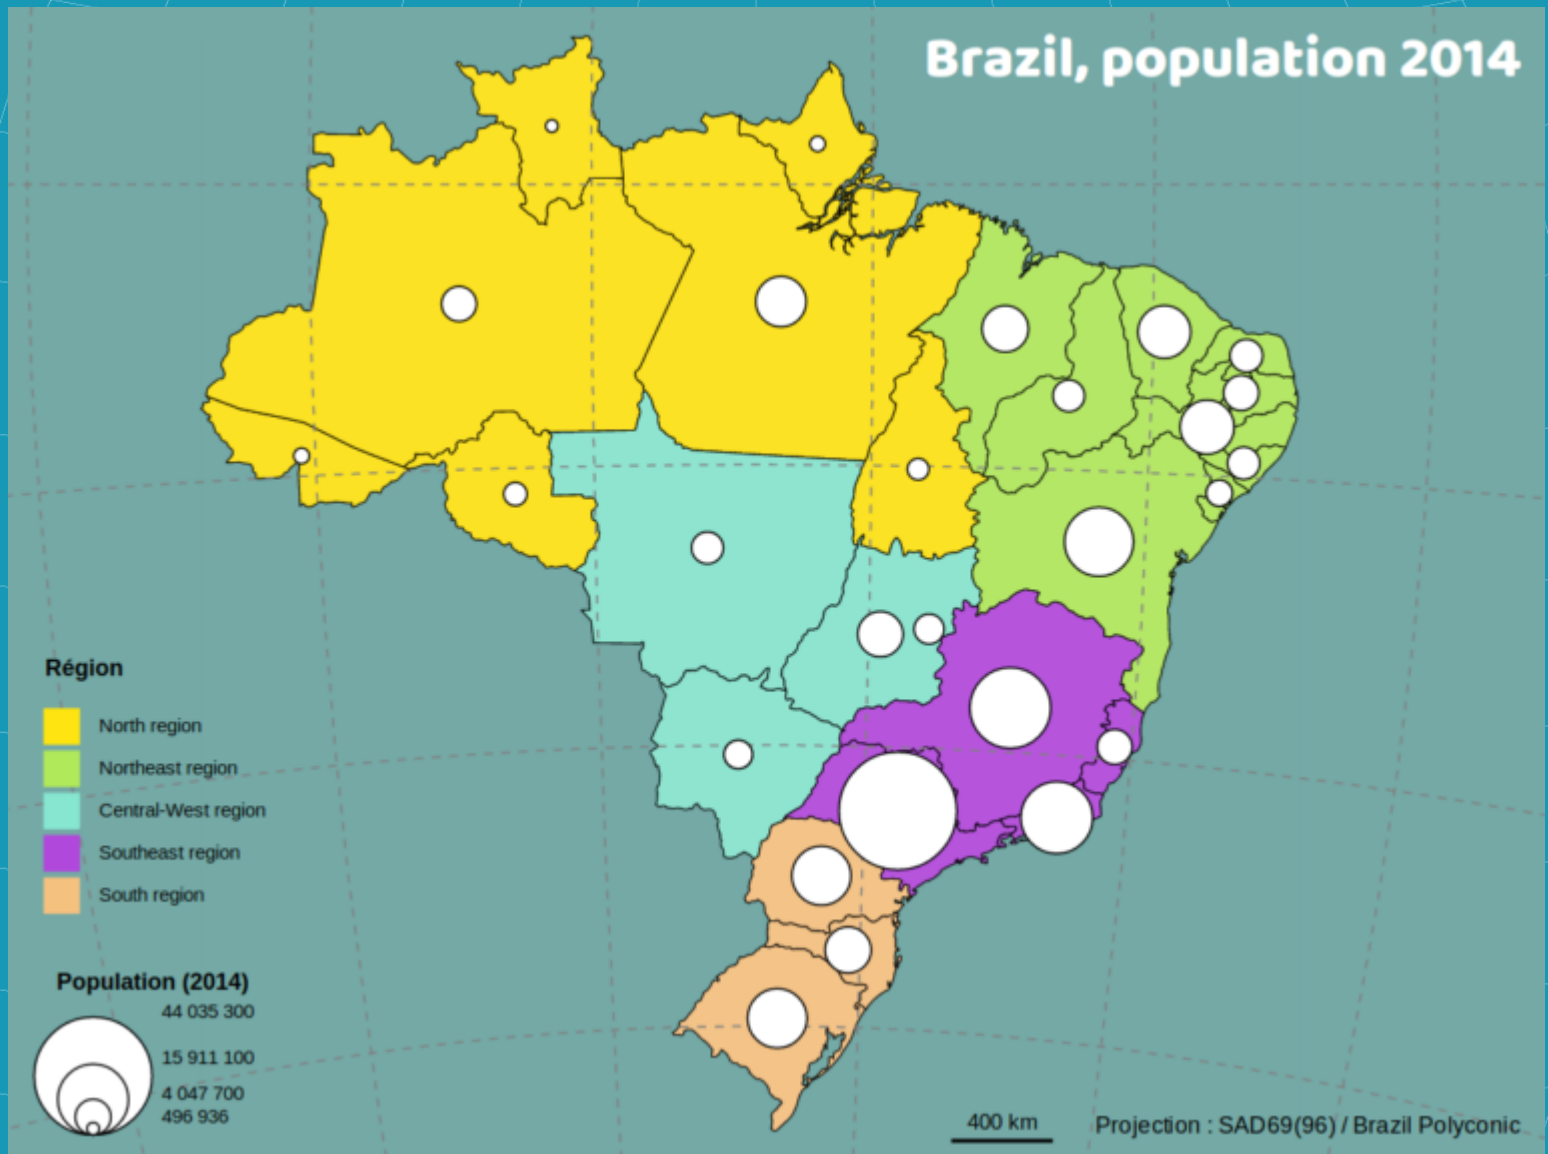 Brazil, population 2014
Région
North region
Northeast region
Central-West region
Southeast region
South region
Population (2014)
44 035 300
15 911 100
4 047 700
496 936
400 km
Projection : SAD69(96) / Brazil Polyconic